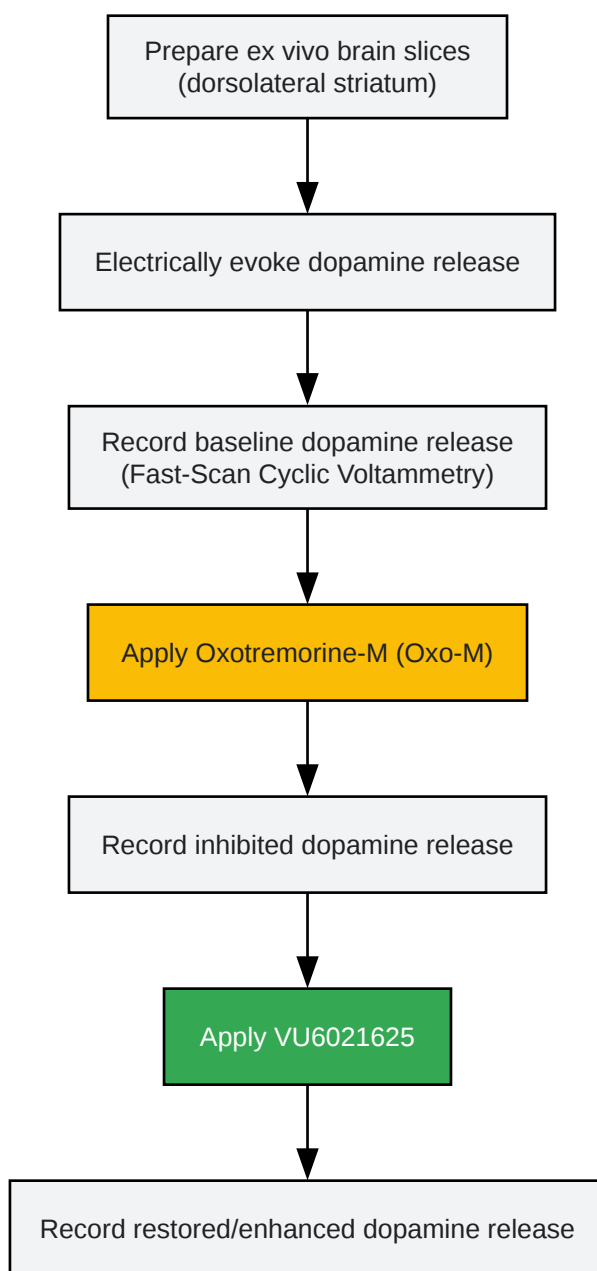 Prepare ex vivo brain slices
(dorsolateral striatum)
Electrically evoke dopamine release
Record baseline dopamine release
(Fast-Scan Cyclic Voltammetry)
Apply Oxotremorine-M (Oxo-M)
Record inhibited dopamine release
Apply VU6021625
Record restored/enhanced dopamine release